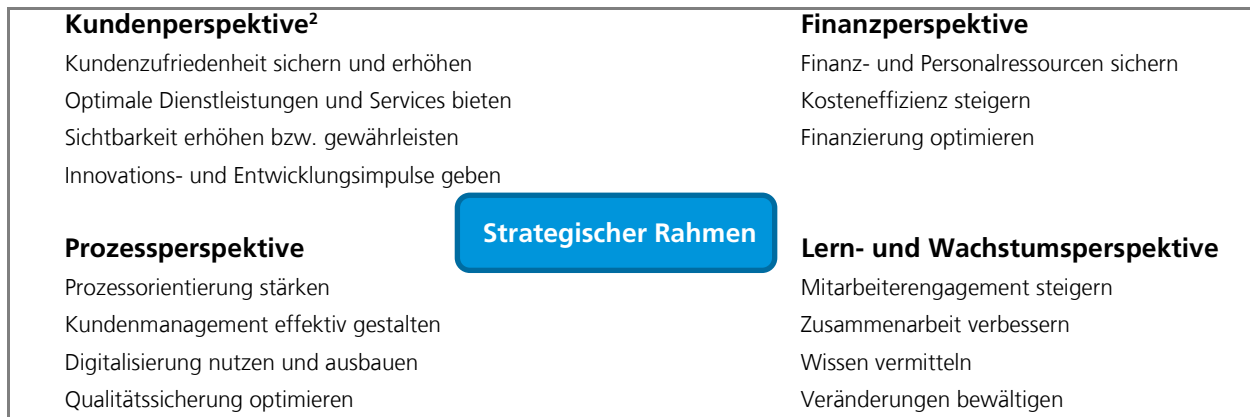 Kundenperspektive²
Kundenzufriedenheit sichern und erhöhen
Optimale Dienstleistungen und Services bieten
Sichtbarkeit erhöhen bzw. gewährleisten
Innovations- und Entwicklungsimpulse geben
Finanzperspektive
Finanz- und Personalressourcen sichern
Kosteneffizienz steigern
Finanzierung optimieren
Strategischer Rahmen
Prozessperspektive
Prozessorientierung stärken
Kundenmanagement effektiv gestalten
Digitalisierung nutzen und ausbauen
Qualitätssicherung optimieren
Lern- und Wachstumsperspektive
Mitarbeiterengagement steigern
Zusammenarbeit verbessern
Wissen vermitteln
Veränderungen bewältigen